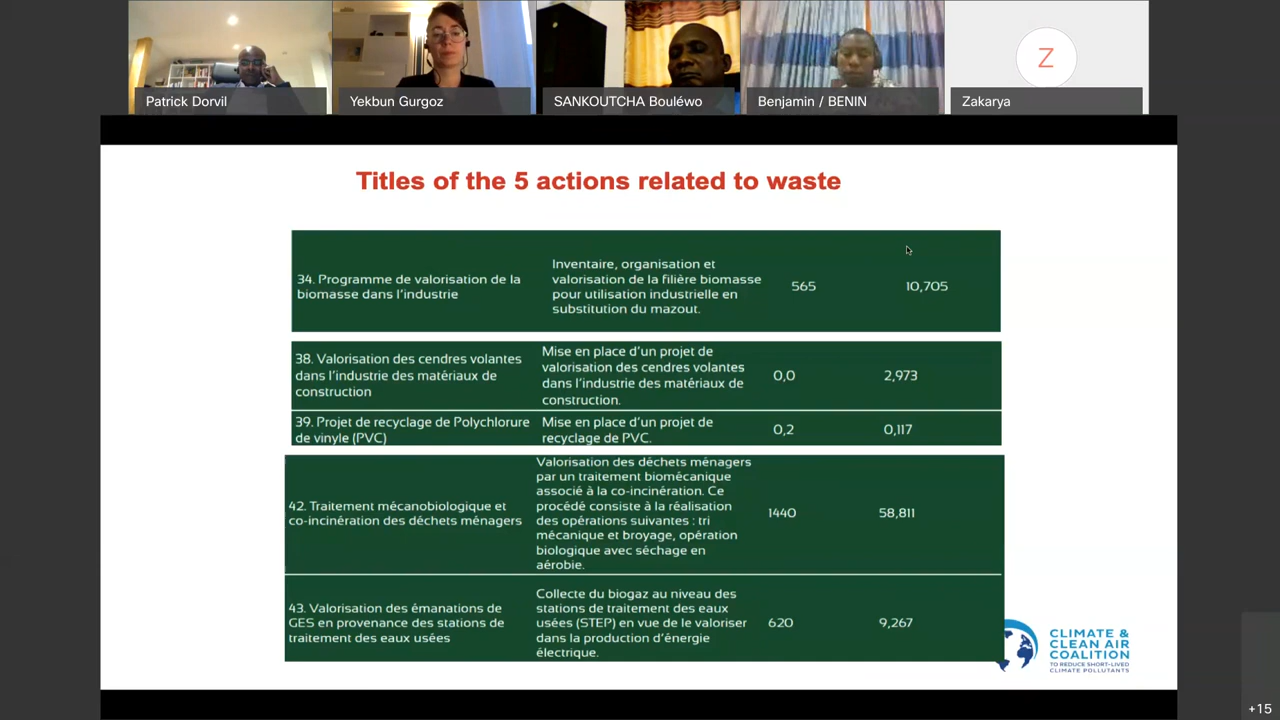 Patrick Dorvil
Yekbun Gurgoz
SANKOUTCHA Bouléwo
Benjamin / BENIN
Z
Zakarya
Titles of the 5 actions related to waste
34. Programme de valorisation de la
biomasse dans l'industrie
Inventaire, organisation et
valorisation de la filière biomasse
pour utilisation industrielle en
substitution du mazout.
565
10,705
38. Valorisation des cendres volantes
dans l'industrie des matériaux de
construction
Mise en place d'un projet de
valorisation des cendres volantes
dans l'industrie des matériaux de
construction.
0,0
2,973
39. Projet de recyclage de Polychlorure
de vinyle (PVC)
Mise en place d'un projet de
recyclage de PVC.
0,2
0,117
42. Traitement mécanobiologique et
co-incinération des déchets ménagers
Valorisation des déchets ménagers
par un traitement biomécanique
associé à la co-incinération. Ce
procédé consiste à la réalisation
des opérations suivantes : tri
mécanique et broyage, opération
biologique avec séchage en
aérobie.
1440
58,811
43. Valorisation des émanations de
GES en provenance des stations de
traitement des eaux usées
Collecte du biogaz au niveau des
stations de traitement des eaux
usées (STEP) en vue de le valoriser
dans la production d'énergie
électrique.
620
9,267
CLIMATE &
CLEAN AIR
COALITION
TO REDUCE SHORT-LIVED
CLIMATE POLLUTANTS
+15